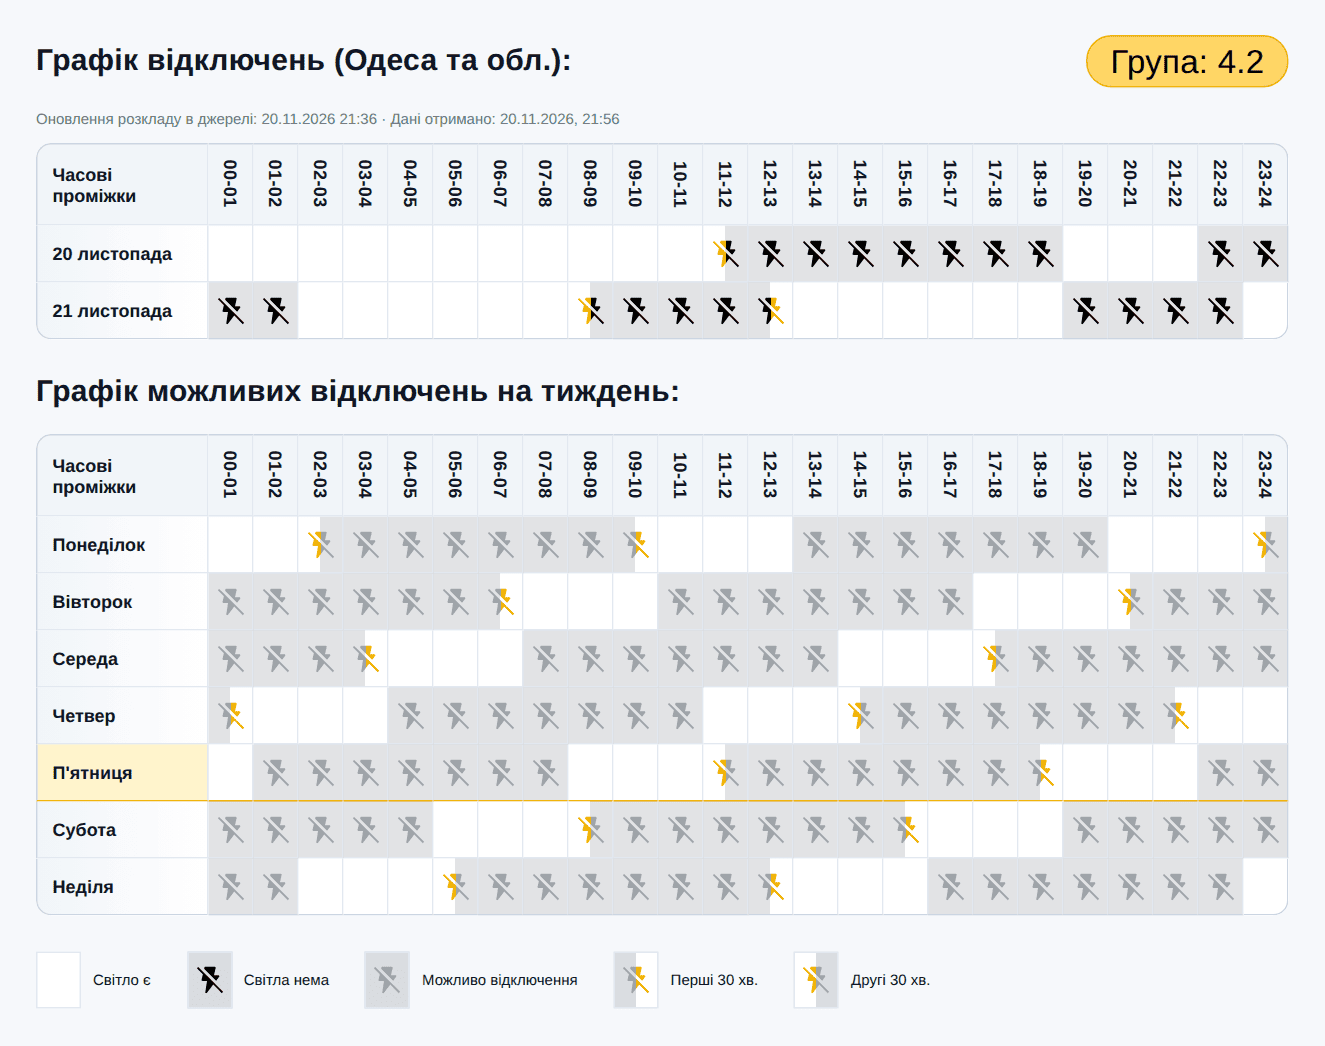 Графік відключень (Одеса та обл.):
Група: 4.2
Оновлення розкладу в джерелі: 20.11.2026 21:36 · Дані отримано: 20.11.2026, 21:56
Часові проміжки 00-01 01-02 02-03 03-04 04-05 05-06 06-07 07-08 08-09 09-10 10-11 11-12 12-13 13-14 14-15 15-16 16-17 17-18 18-19 19-20 20-21 21-22 22-23 23-24
20 листопада
21 листопада
Графік можливих відключень на тиждень:
Часові проміжки 00-01 01-02 02-03 03-04 04-05 05-06 06-07 07-08 08-09 09-10 10-11 11-12 12-13 13-14 14-15 15-16 16-17 17-18 18-19 19-20 20-21 21-22 22-23 23-24
Понеділок
Вівторок
Середа
Четвер
П'ятниця
Субота
Неділя
Світло є Світла нема Можливо відключення Перші 30 хв. Другі 30 хв.